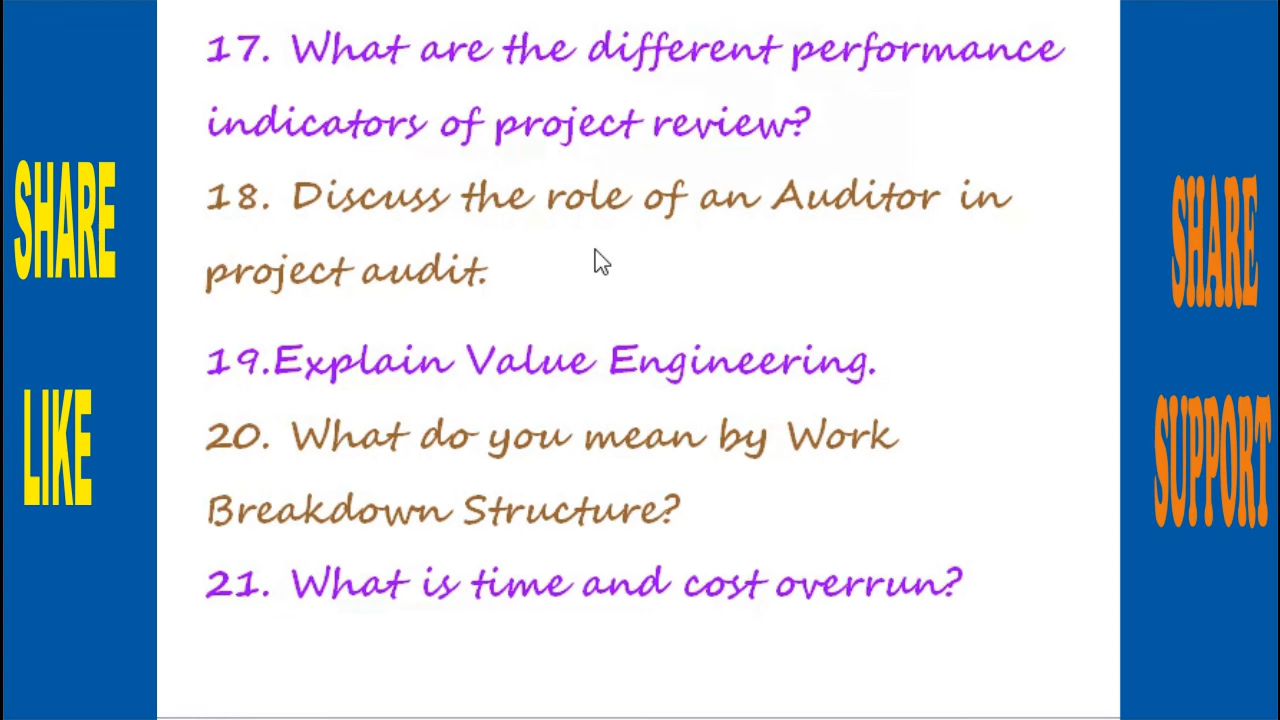 17. What are the different performance
indicators of project review?
18. Discuss the role of an Auditor in
project audit.
19.Explain Value Engineering.
20. What do you mean by Work
Breakdown Structure?
21. What is time and cost overrun?
SHARE
LIKE
SHARE
SUPPORT